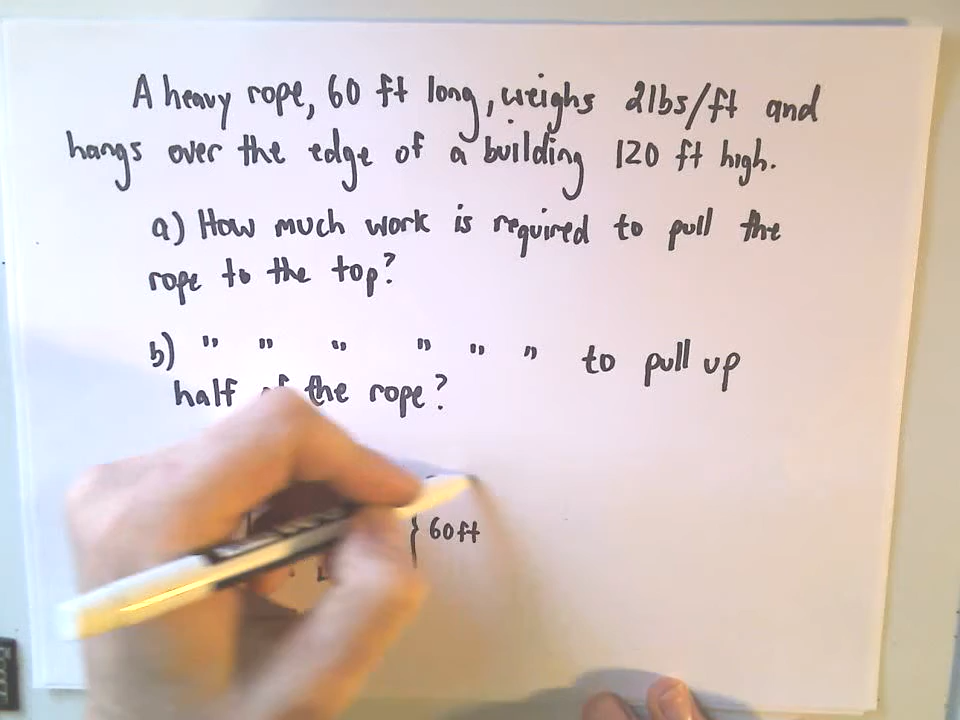 A heavy rope, 60 ft long, weighs 2lbs/ft and
hangs over the edge of a building 120 ft high.
a) How much work is required to pull the
rope to the top?
b) " " " " " " to pull up
half of the rope?
} 60ft